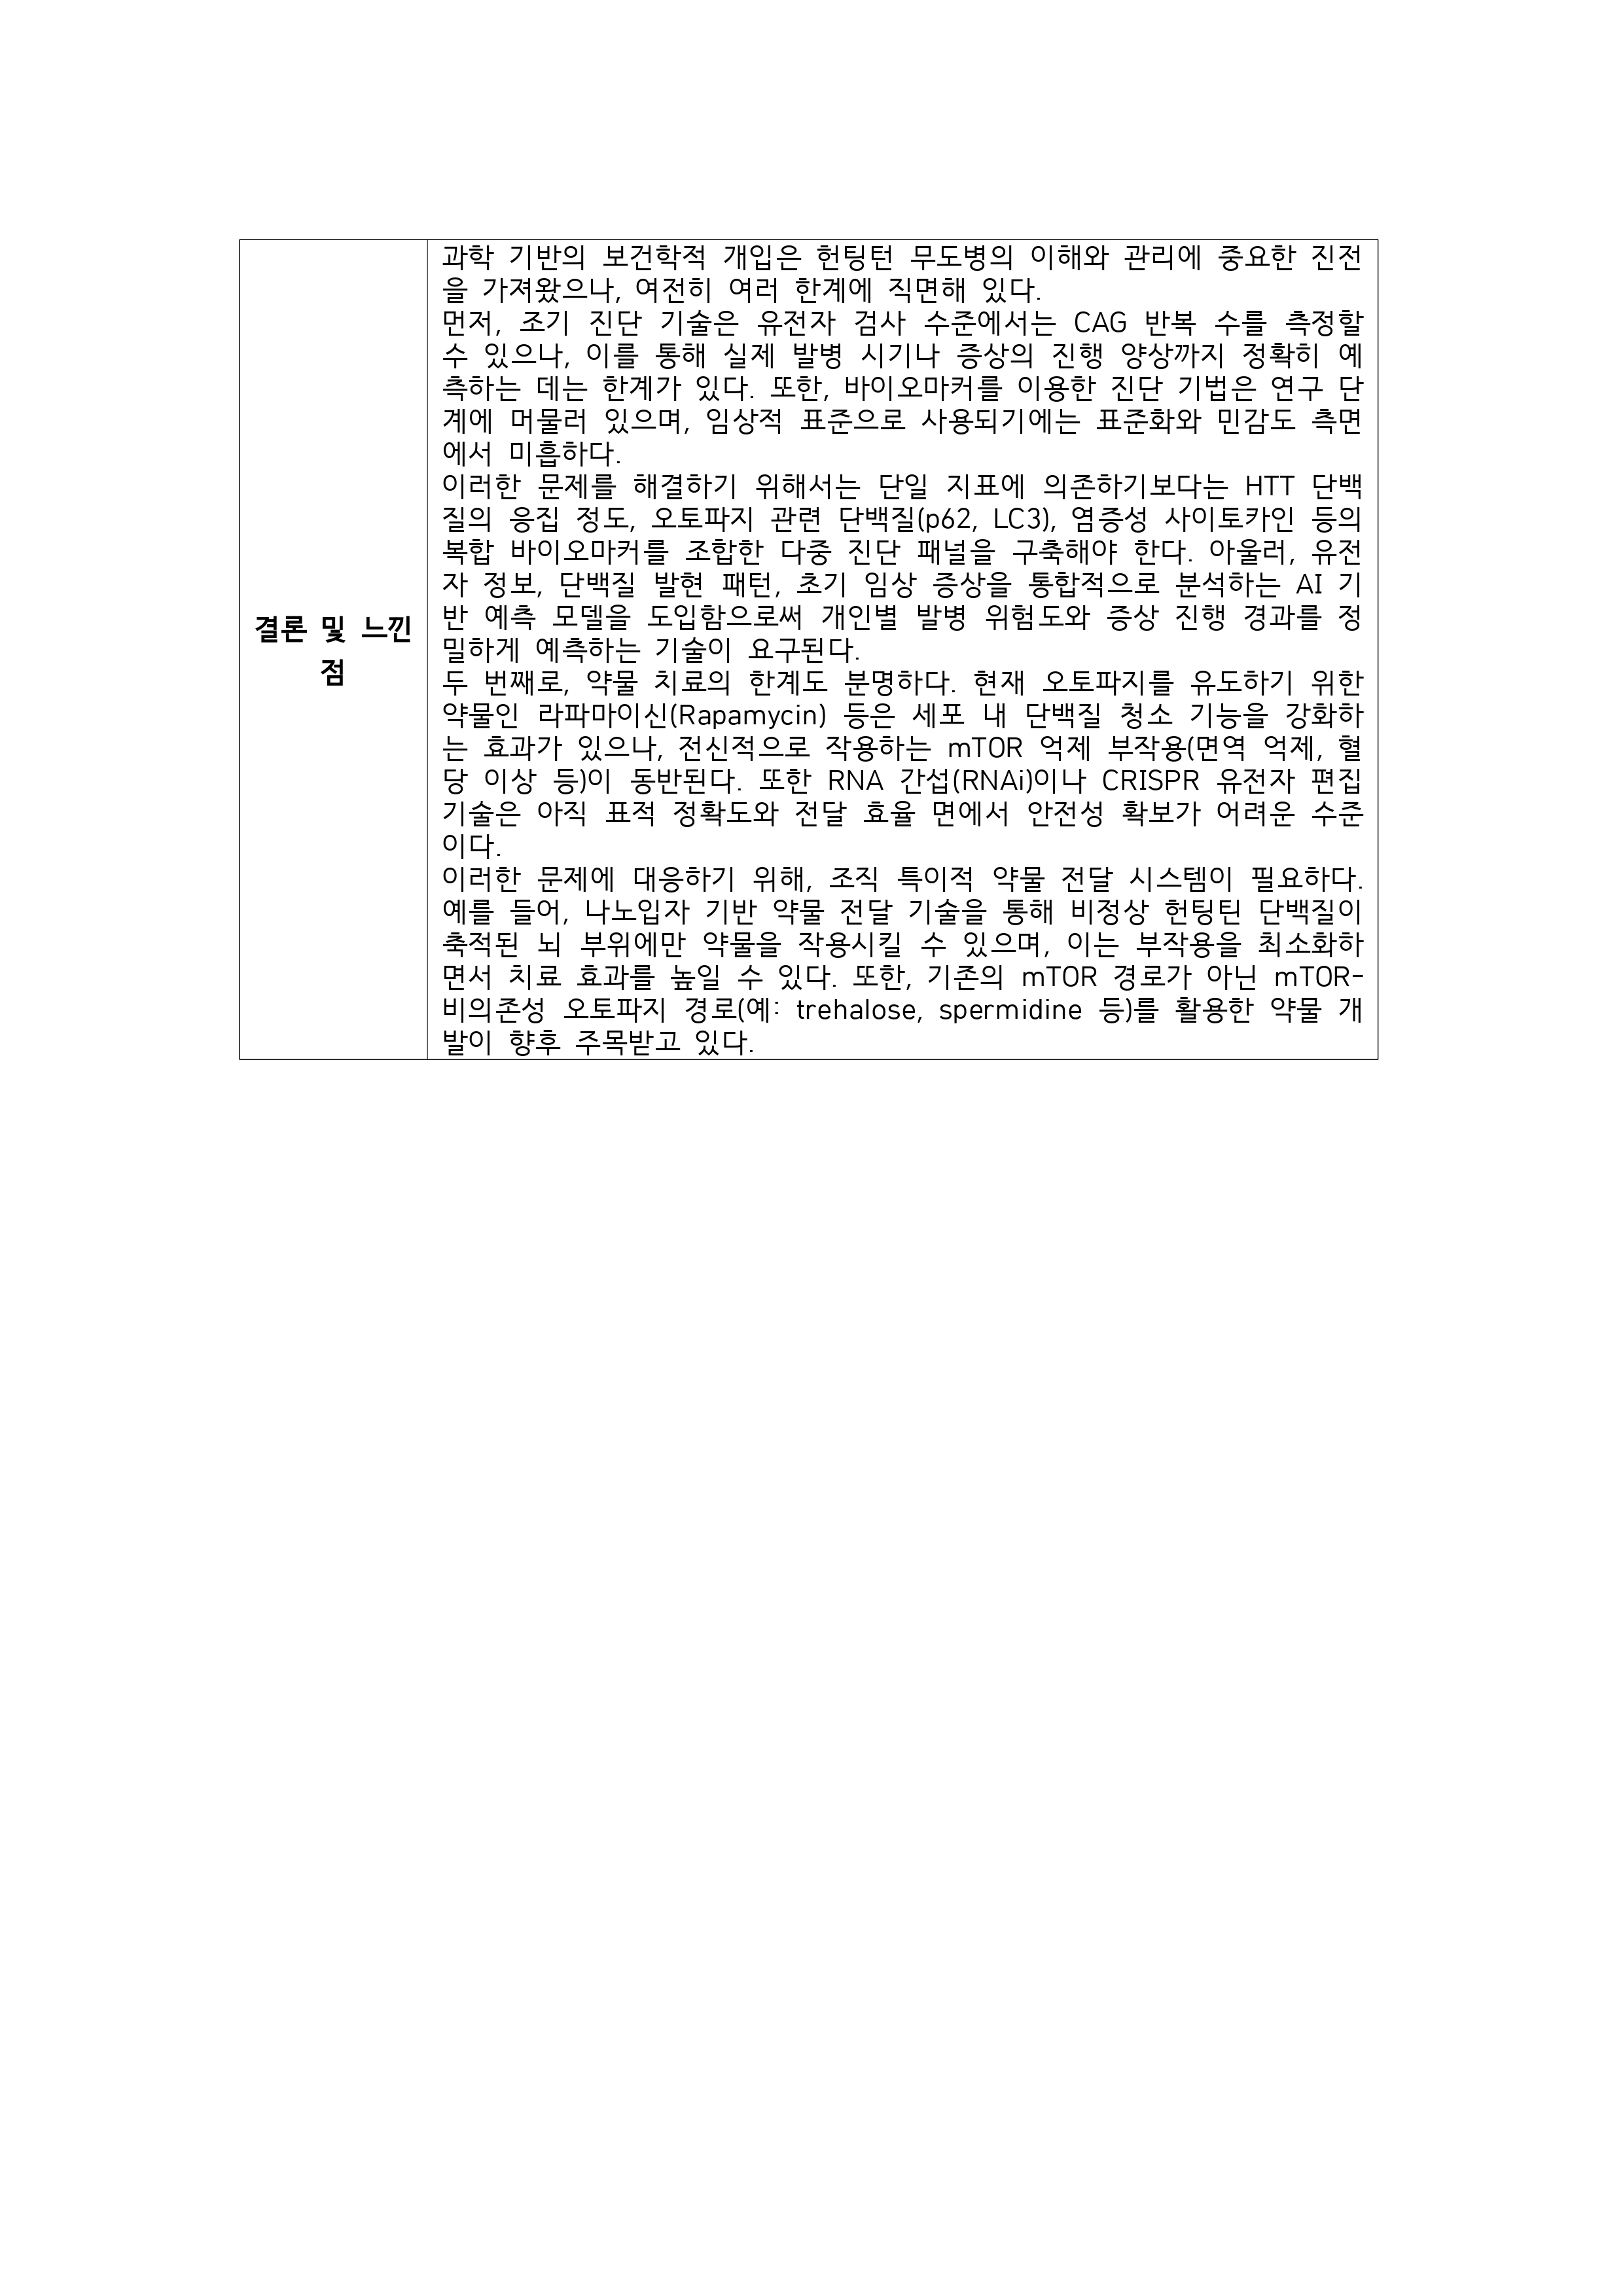 과학 기반의 보건학적 개입은 헌팅턴 무도병의 이해와 관리에 중요한 진전
을 가져왔으나, 여전히 여러 한계에 직면해 있다.
먼저, 조기 진단 기술은 유전자 검사 수준에서는 CAG 반복 수를 측정할
수 있으나, 이를 통해 실제 발병 시기나 증상의 진행 양상까지 정확히 예
측하는 데는 한계가 있다. 또한, 바이오마커를 이용한 진단 기법은 연구 단
계에 머물러 있으며, 임상적 표준으로 사용되기에는 표준화와 민감도 측면
에서 미흡하다.
이러한 문제를 해결하기 위해서는 단일 지표에 의존하기보다는 HTT 단백
질의 응집 정도, 오토파지 관련 단백질(p62, LC3), 염증성 사이토카인 등의
복합 바이오마커를 조합한 다중 진단 패널을 구축해야 한다. 아울러, 유전
자 정보, 단백질 발현 패턴, 초기 임상 증상을 통합적으로 분석하는 AI 기
반 예측 모델을 도입함으로써 개인별 발병 위험도와 증상 진행 경과를 정
밀하게 예측하는 기술이 요구된다.
결론 및 느낀
점
두 번째로, 약물 치료의 한계도 분명하다. 현재 오토파지를 유도하기 위한
약물인 라파마이신(Rapamycin) 등은 세포 내 단백질 청소 기능을 강화하
는 효과가 있으나, 전신적으로 작용하는 mTOR 억제 부작용(면역 억제, 혈
당 이상 등)이 동반된다. 또한 RNA 간섭(RNAi)이나 CRISPR 유전자 편집
기술은 아직 표적 정확도와 전달 효율 면에서 안전성 확보가 어려운 수준
이다.
이러한 문제에 대응하기 위해, 조직 특이적 약물 전달 시스템이 필요하다.
예를 들어, 나노입자 기반 약물 전달 기술을 통해 비정상 헌팅틴 단백질이
축적된 뇌 부위에만 약물을 작용시킬 수 있으며, 이는 부작용을 최소화하
면서 치료 효과를 높일 수 있다. 또한, 기존의 mTOR 경로가 아닌 mTOR-
비의존성 오토파지 경로(예: trehalose, spermidine 등)를 활용한 약물 개
발이 향후 주목받고 있다.